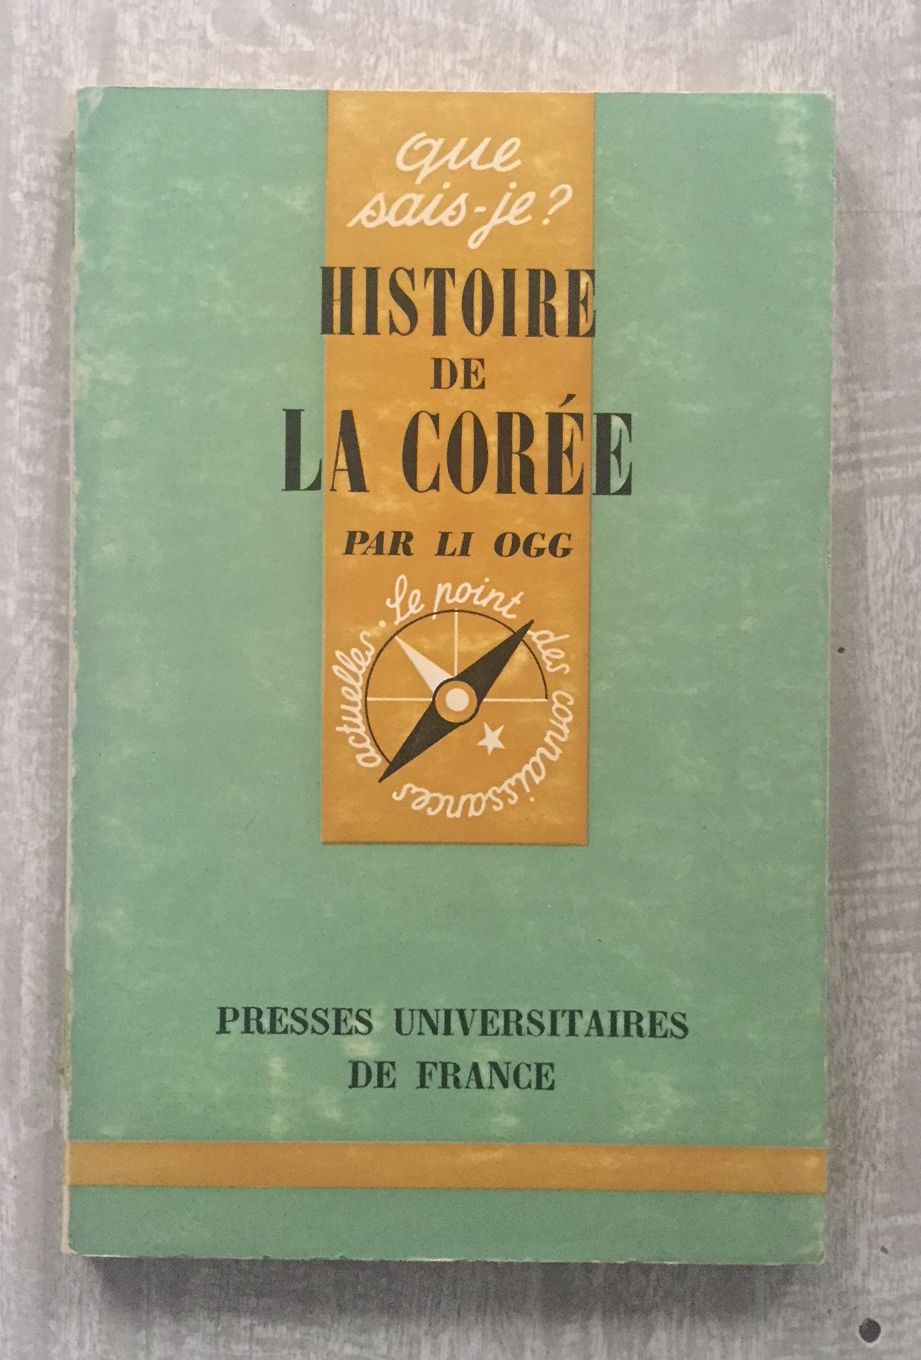 que
sais-je?
HISTOIRE
DE
LA CORÉE
PAR LI OGG
Le point des connaissances actuelles.
PRESSES UNIVERSITAIRES
DE FRANCE